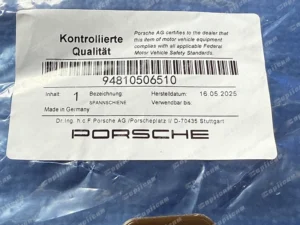 Kontrollierte
Qualität
Porsche AG certifies to the dealer that
this item of motor vehicle equipment
complies with all applicable Federal
Motor Vehicle Safety Standards.
94810506510
Inhalt 1 Bezeichnung: Herstelldatum 16.05.2025
SPANNSCHIENE Verwendbar bis.
Made in Germany
Dr. Ing. h.c.F.Porsche AG /Porscheplatz 1/ D-70435 Stuttgart
PORSCHE